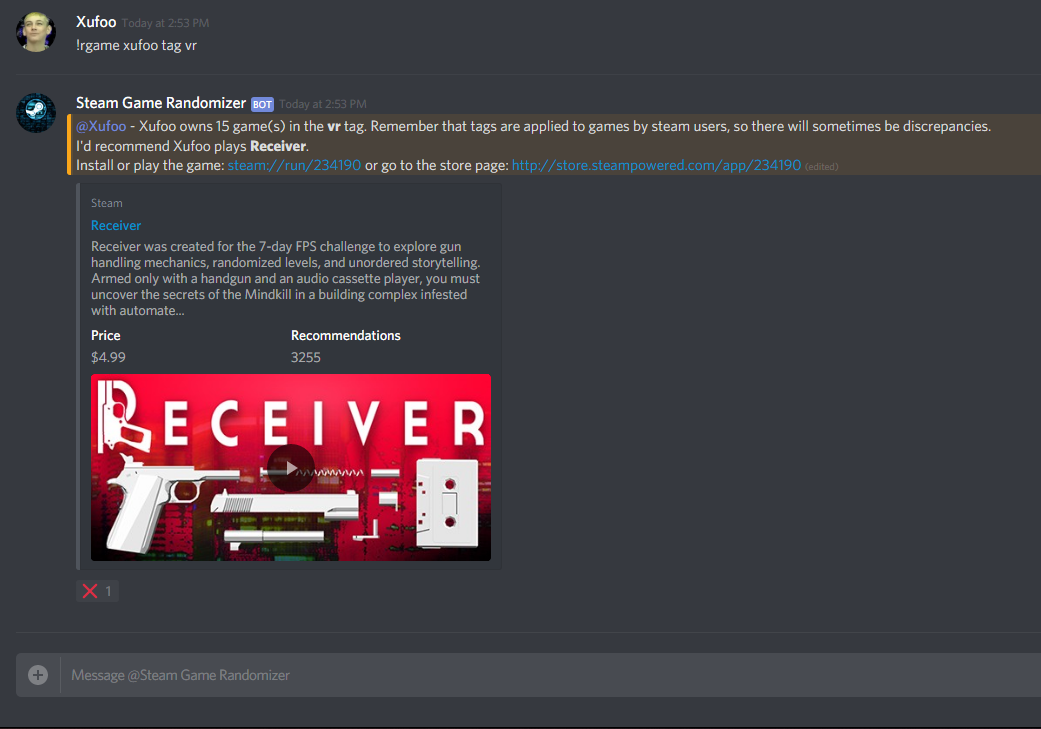 Xufoo Today at 2:53 PM
!rgame xufoo tag vr
Steam Game Randomizer BOT Today at 2:53 PM
@Xufoo - Xufoo owns 15 game(s) in the vr tag. Remember that tags are applied to games by steam users, so there will sometimes be discrepancies.
I'd recommend Xufoo plays Receiver.
Install or play the game: steam://run/234190 or go to the store page: http://store.steampowered.com/app/234190 (edited)
Steam
Receiver
Receiver was created for the 7-day FPS challenge to explore gun
handling mechanics, randomized levels, and unordered storytelling.
Armed only with a handgun and an audio cassette player, you must
uncover the secrets of the Mindkill in a building complex infested
with automate...
Price Recommendations
$4.99 3255
RECEIVER
1
Message @Steam Game Randomizer